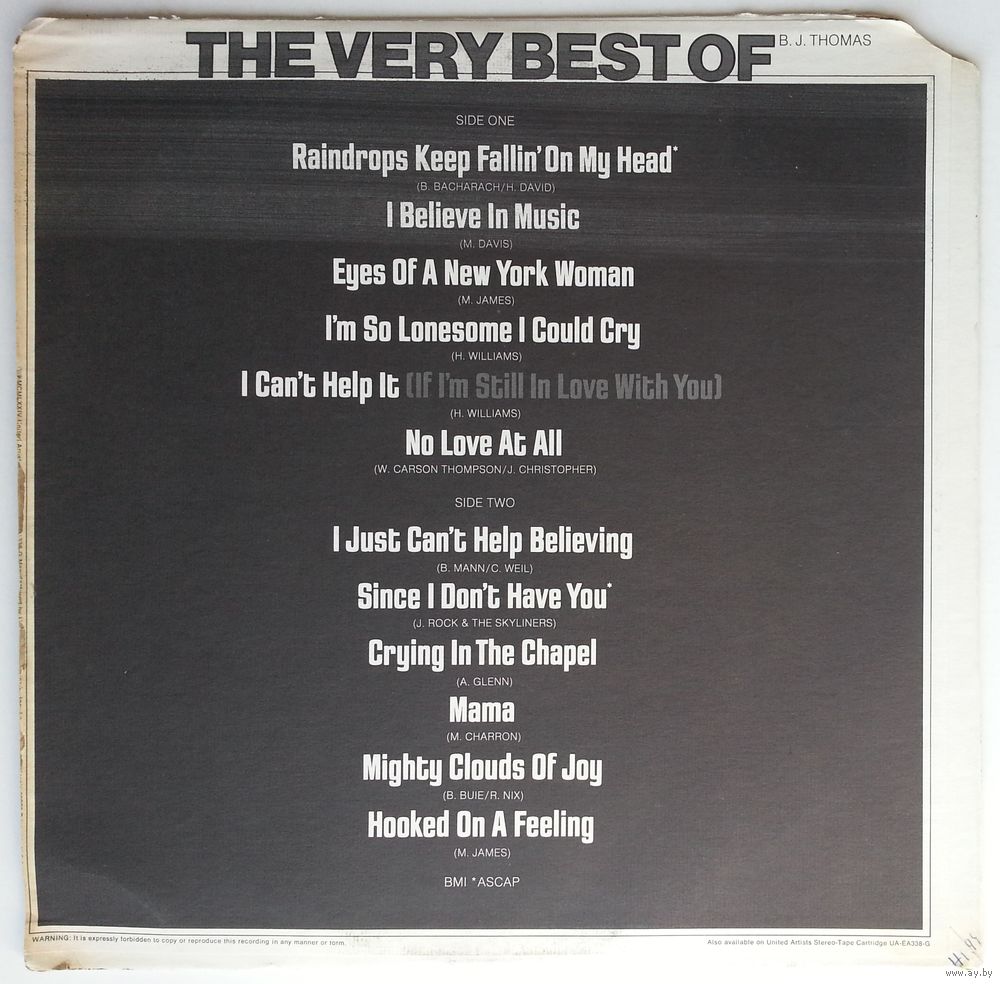 THE VERY BEST OF B. J. THOMAS
SIDE ONE
Raindrops Keep Fallin' On My Head*
(B. BACHARACH/H. DAVID)
I Believe In Music
(M. DAVIS)
Eyes Of A New York Woman
(M. JAMES)
I'm So Lonesome I Could Cry
(H. WILLIAMS)
I Can't Help It (If I'm Still In Love With You)
(H. WILLIAMS)
No Love At All
(W. CARSON THOMPSON/J. CHRISTOPHER)
SIDE TWO
I Just Can't Help Believing
(B. MANN/C. WEIL)
Since I Don't Have You*
(J. ROCK & THE SKYLINERS)
Crying In The Chapel
(A. GLENN)
Mama
(M. CHARRON)
Mighty Clouds Of Joy
(B. BUIE/R. NIX)
Hooked On A Feeling
(M. JAMES)
BMI *ASCAP
WARNING: It is expressly forbidden to copy or reproduce this recording in any manner or form.
Also available on United Artists Stereo-Tape Cartridge UA-EA338-G
www.ay.by